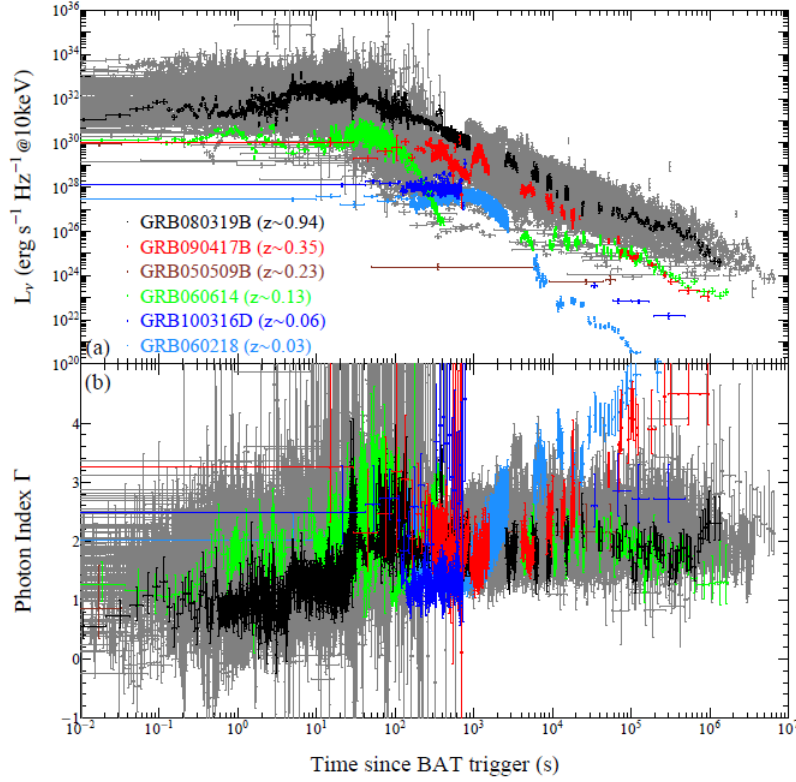 10^36
10^34
10^32
10^30
10^28
10^26
10^24
10^22
10^20
L_ν (erg s^-1 Hz^-1 @10keV)
GRB080319B (z~0.94)
GRB090417B (z~0.35)
GRB050509B (z~0.23)
GRB060614 (z~0.13)
GRB100316D (z~0.06)
GRB060218 (z~0.03)
(a)
(b)
4
3
2
1
0
−1
Photon Index Γ
10^−2 10^−1 10^0 10^1 10^2 10^3 10^4 10^5 10^6 10^7
Time since BAT trigger (s)